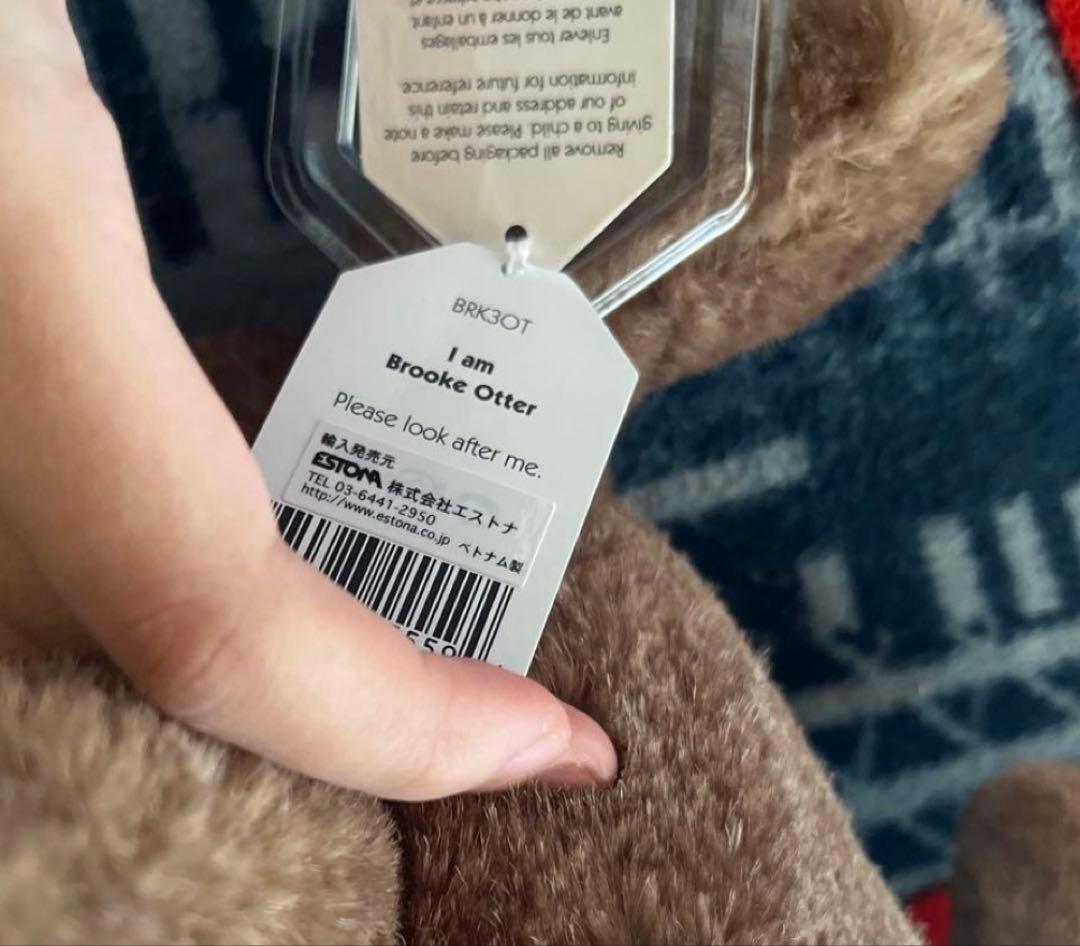 Enlever tous les emballages
avant de le donner à un enfant
Remove all packaging before
giving to a child. Please make a note
of our address and retain this
information for future reference.
BRK3OT
I am
Brooke Otter
Please look after me.
輸入発売元
ESTONA 株式会社エストナ
TEL 03-6441-2950
http://www.estona.co.jp ベトナム製